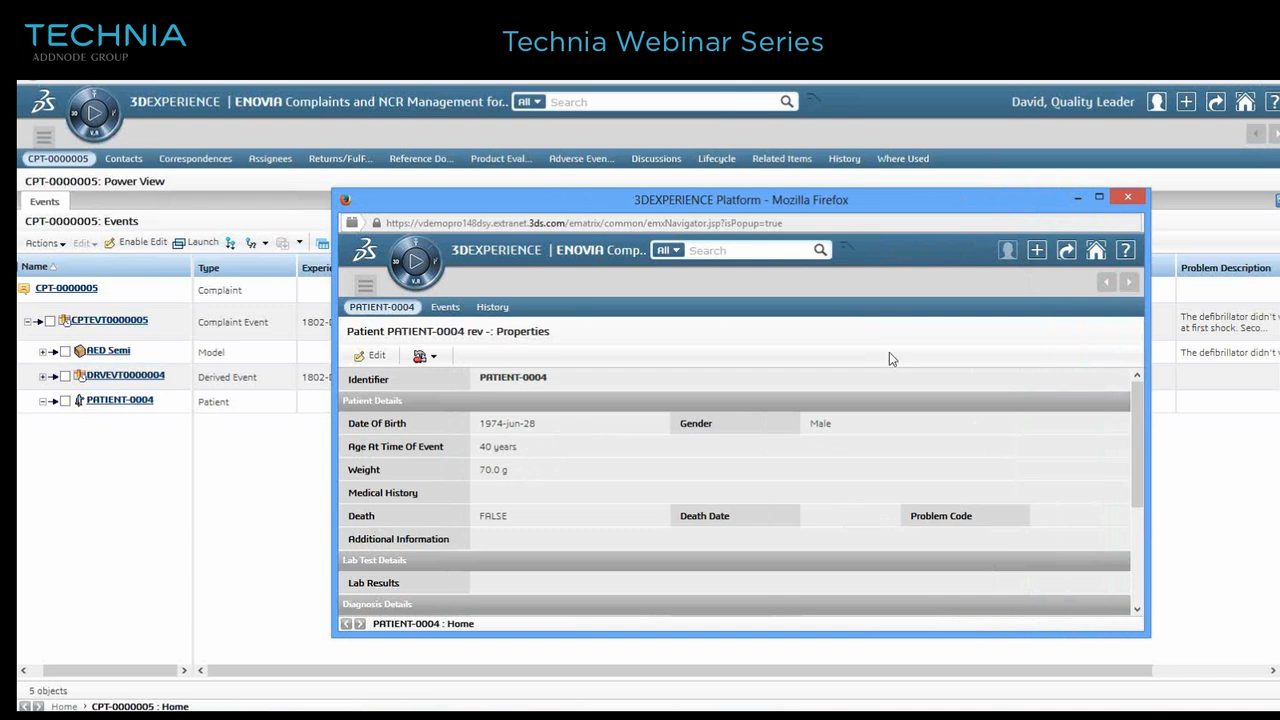 TECHNIA
ADDNODE GROUP
Technia Webinar Series
3DEXPERIENCE | ENOVIA Complaints and NCR Management for.. All Search
David, Quality Leader
CPT-0000005 Contacts Correspondences Assignees Returns/FulF... Reference Do... Product Eval... Adverse Even... Discussions Lifecycle Related Items History Where Used
CPT-0000005: Power View
Events
CPT-0000005: Events
Actions Edit Enable Edit Launch
Name Type Experie Problem Description
CPT-0000005 Complaint
CPTEVT0000005 Complaint Event 1802-D The defibrillator didn't
at first shock. Seco...
AED Semi Model The defibrillator didn't
DRVEVT0000004 Derived Event 1802-D
PATIENT-0004 Patient
3DEXPERIENCE Platform - Mozilla Firefox
https://vdemopro148dsy.extranet.3ds.com/ematrix/common/emxNavigator.jsp?isPopup=true
3DEXPERIENCE | ENOVIA Comp.. All Search
PATIENT-0004 Events History
Patient PATIENT-0004 rev -: Properties
Edit
Identifier PATIENT-0004
Patient Details
Date Of Birth 1974-jun-28 Gender Male
Age At Time Of Event 40 years
Weight 70.0 g
Medical History
Death FALSE Death Date Problem Code
Additional Information
Lab Test Details
Lab Results
Diagnosis Details
PATIENT-0004 : Home
5 objects
Home › CPT-0000005 : Home